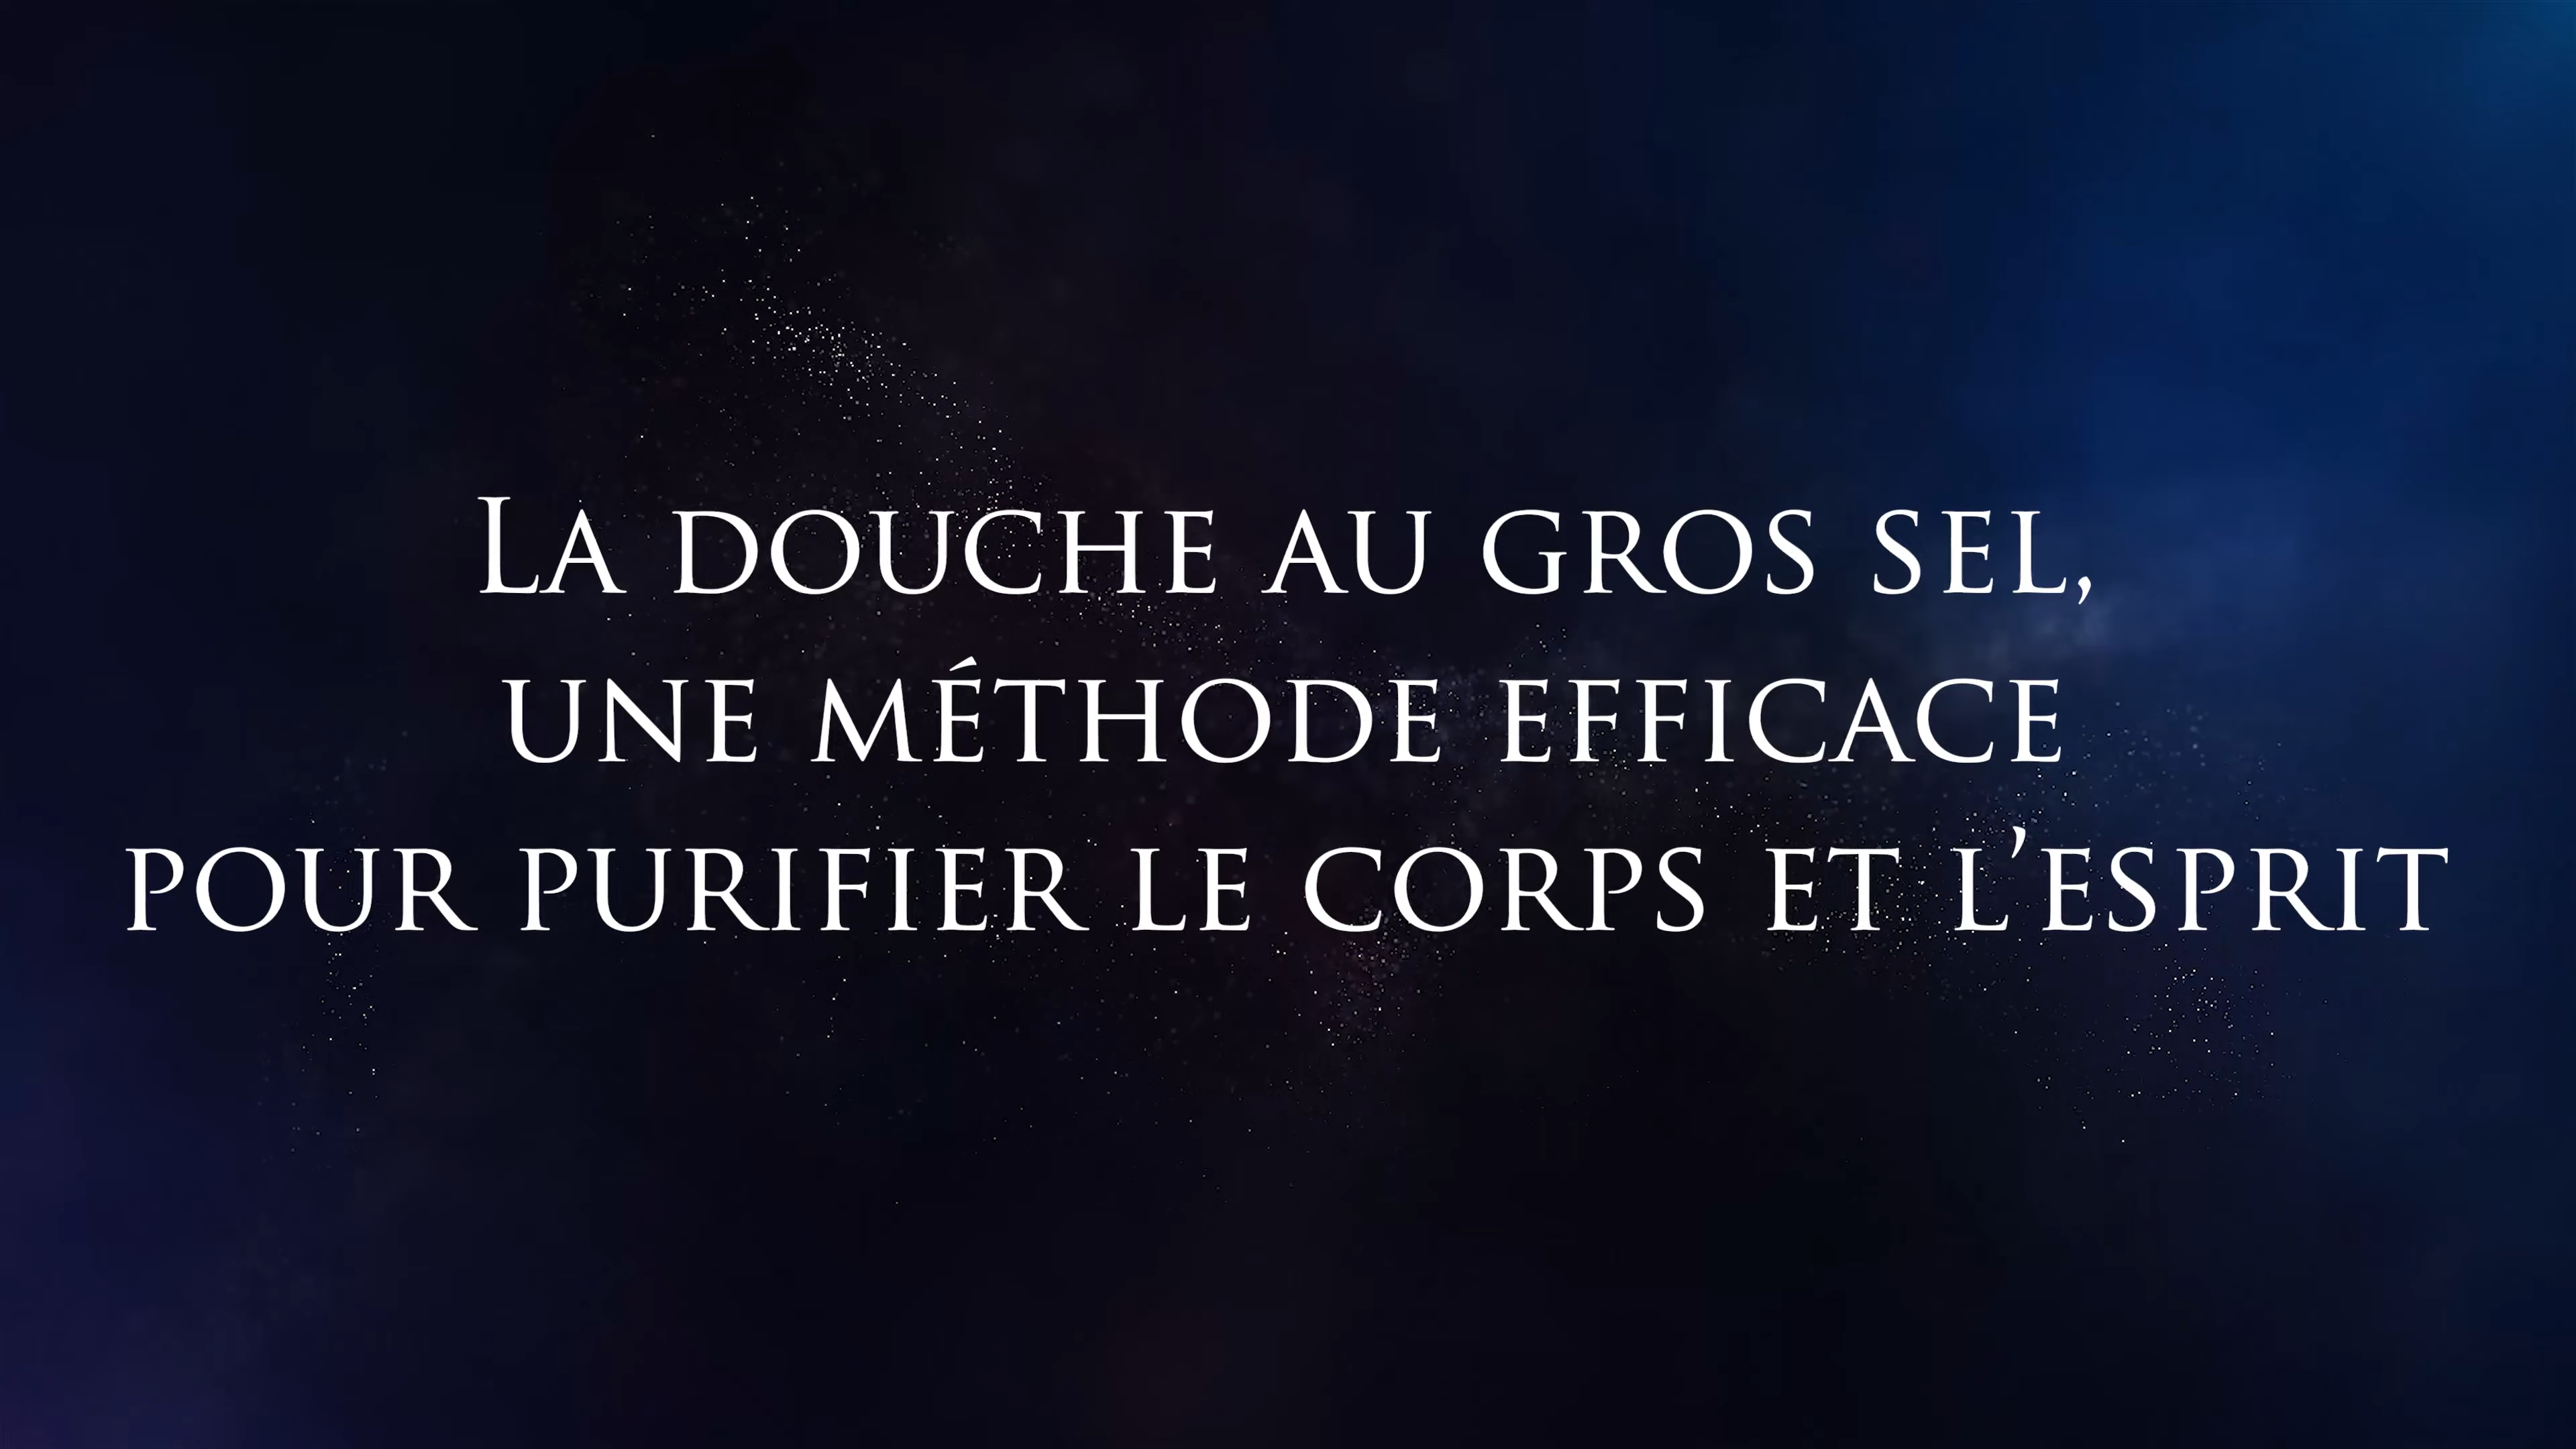 La douche au gros sel,
une méthode efficace
pour purifier le corps et l'esprit